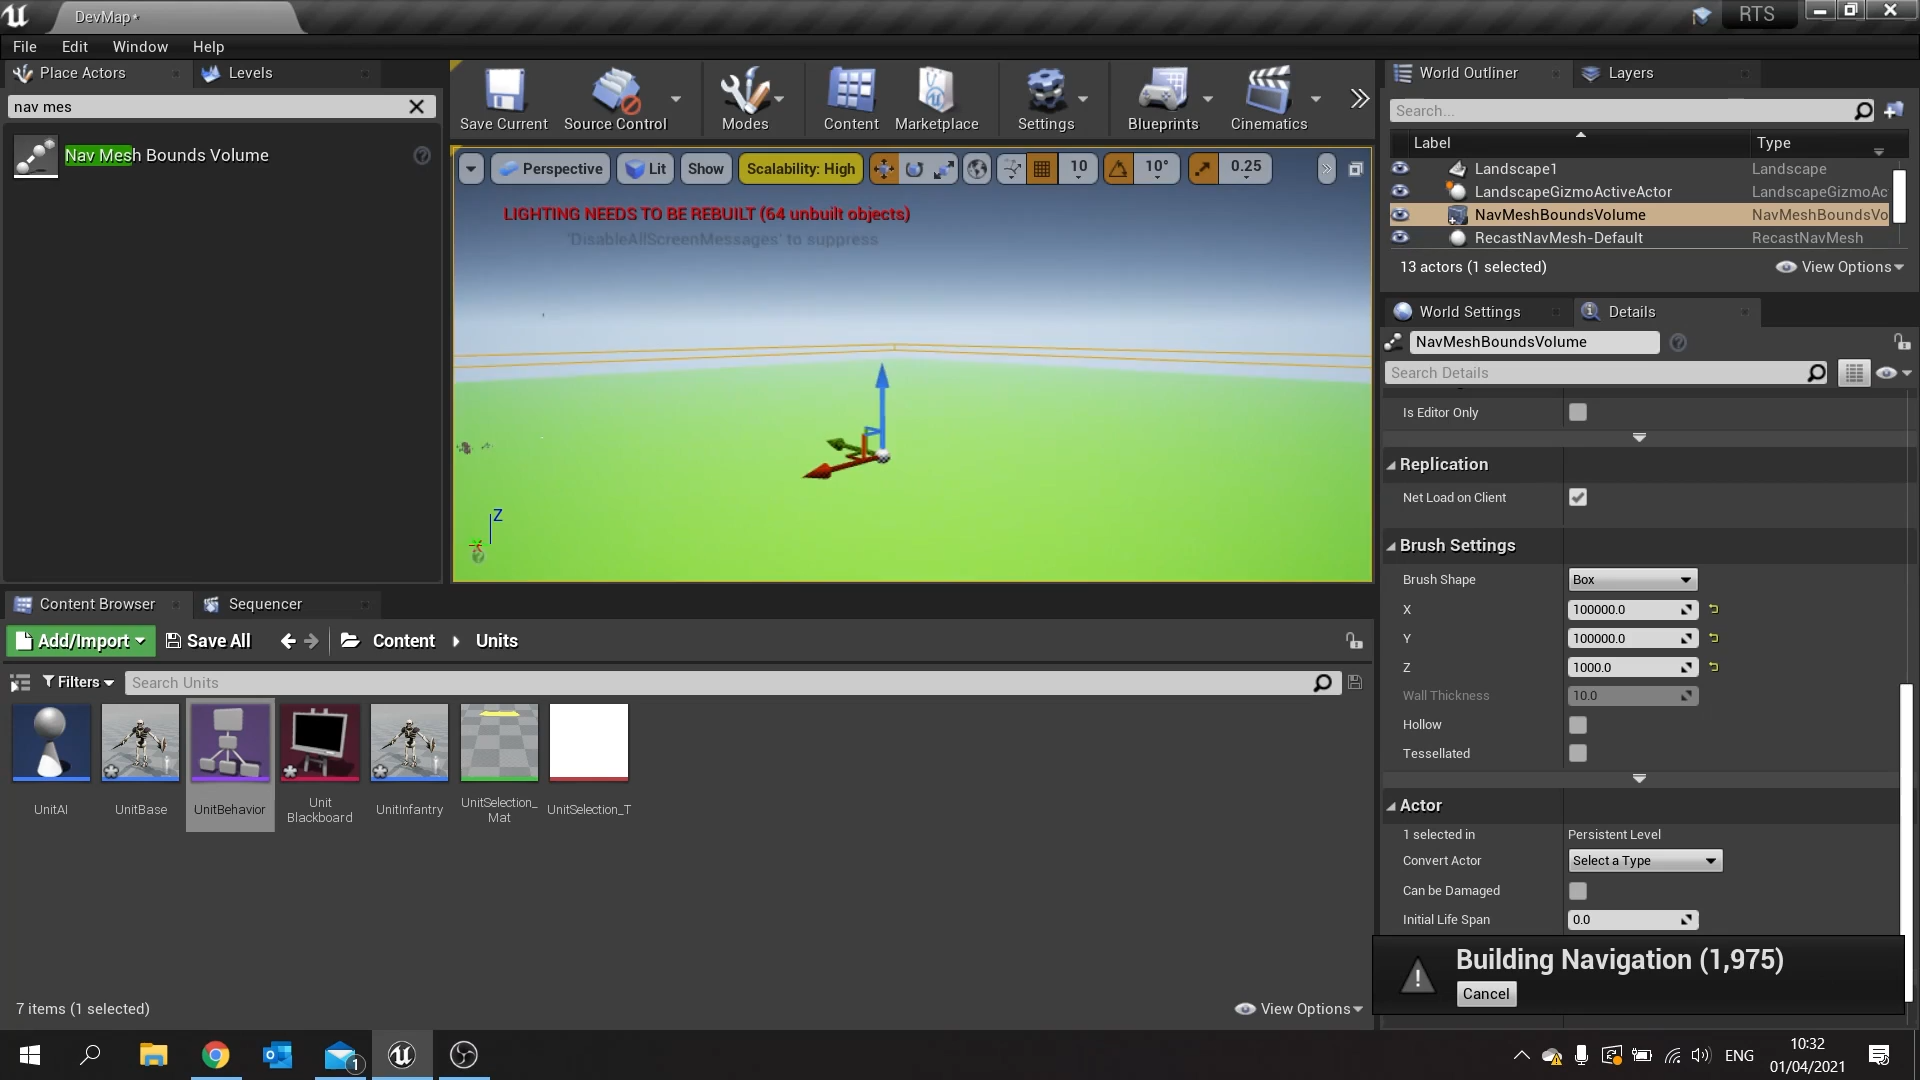 DevMap*
RTS
File Edit Window Help
Place Actors Levels
nav mes
Nav Mesh Bounds Volume
Save Current Source Control Modes Content Marketplace Settings Blueprints Cinematics
Perspective Lit Show Scalability: High 10 10° 0.25
LIGHTING NEEDS TO BE REBUILT (64 unbuilt objects)
'DisableAllScreenMessages' to suppress
Z
World Outliner Layers
Search...
Label Type
Landscape1 Landscape
LandscapeGizmoActiveActor LandscapeGizmoAc
NavMeshBoundsVolume NavMeshBoundsVo
RecastNavMesh-Default RecastNavMesh
13 actors (1 selected) View Options
World Settings Details
NavMeshBoundsVolume
Search Details
Is Editor Only
Replication
Net Load on Client
Brush Settings
Brush Shape Box
X 100000.0
Y 100000.0
Z 1000.0
Wall Thickness 10.0
Hollow
Tessellated
Actor
1 selected in Persistent Level
Convert Actor Select a Type
Can be Damaged
Initial Life Span 0.0
Building Navigation (1,975)
Cancel
Content Browser Sequencer
Add/Import Save All Content Units
Filters Search Units
UnitAI UnitBase UnitBehavior Unit Blackboard UnitInfantry UnitSelection_Mat UnitSelection_T
7 items (1 selected) View Options
1
ENG
10:32
01/04/2021